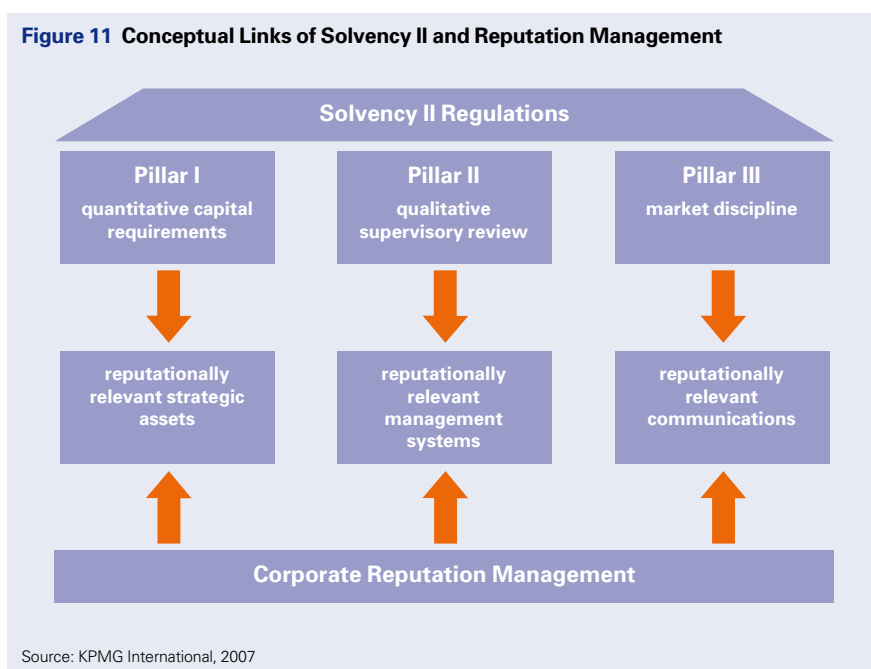 Figure 11 Conceptual Links of Solvency II and Reputation Management
Solvency II Regulations
Pillar I
quantitative capital
requirements
Pillar II
qualitative
supervisory review
Pillar III
market discipline
reputationally
relevant strategic
assets
reputationally
relevant
management
systems
reputationally
relevant
communications
Corporate Reputation Management
Source: KPMG International, 2007